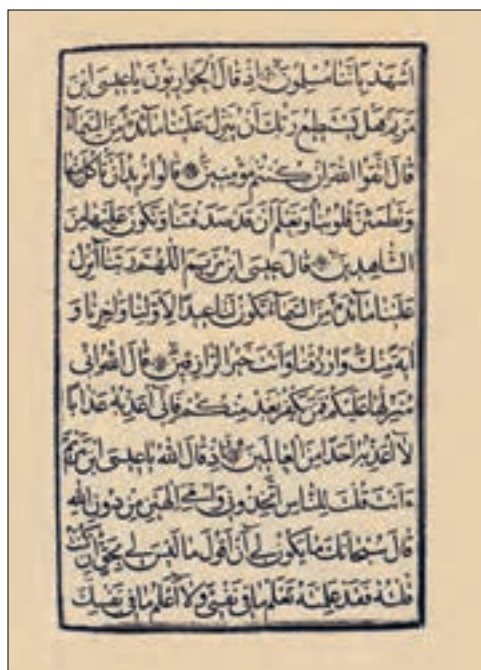 اشهد باننا مسلمون اذ قال الحواريون يا عيسى ابن
مريم هل يستطيع ربك ان ينزل علينا مائدة من السماء
قال اتقوا الله ان كنتم مؤمنين قالوا نريد ان نأكل منها
وتطمئن قلوبنا ونعلم ان قد صدقتنا ونكون عليها من
الشاهدين قال عيسى ابن مريم اللهم ربنا انزل
علينا مائدة من السماء تكون لنا عيدا لاولنا واخرنا و
اية منك وارزقنا وانت خير الرازقين قال الله اني
منزلها عليكم فمن يكفر بعد منكم فاني اعذبه عذابا
لا اعذبه احدا من العالمين واذ قال الله يا عيسى ابن مريم
ءانت قلت للناس اتخذوني وامي الهين من دون الله
قال سبحانك ما يكون لي ان اقول ما ليس لي بحق ان كنت
قلته فقد علمته تعلم ما في نفسي ولا اعلم ما في نفسك